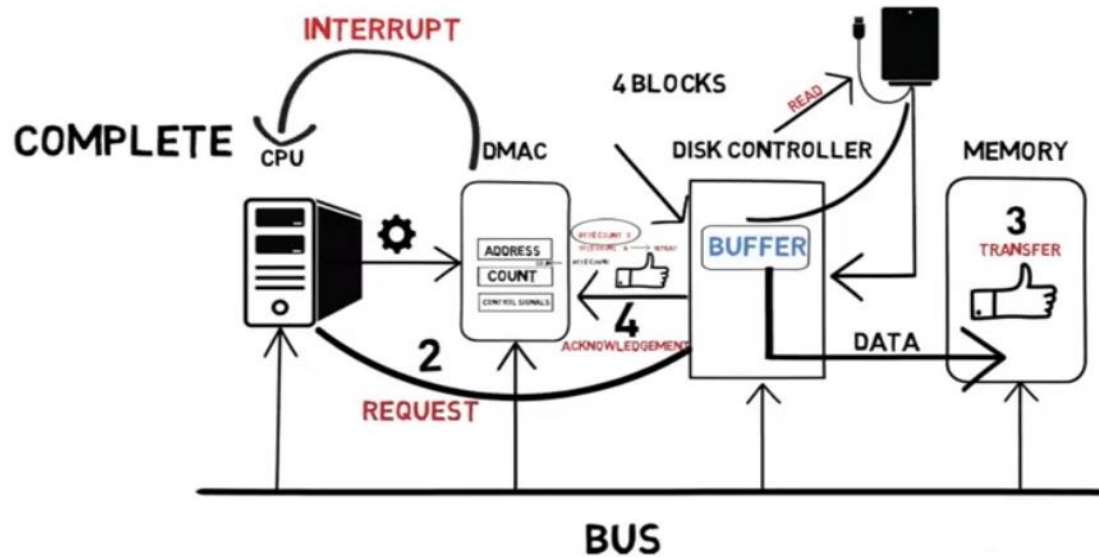 INTERRUPT
4 BLOCKS
READ
COMPLETE
CPU
DMAC
DISK CONTROLLER
MEMORY
ADDRESS
COUNT
CONTROL SIGNALS
BUFFER
3
TRANSFER
4
ACKNOWLEDGEMENT
DATA
2
REQUEST
BUS